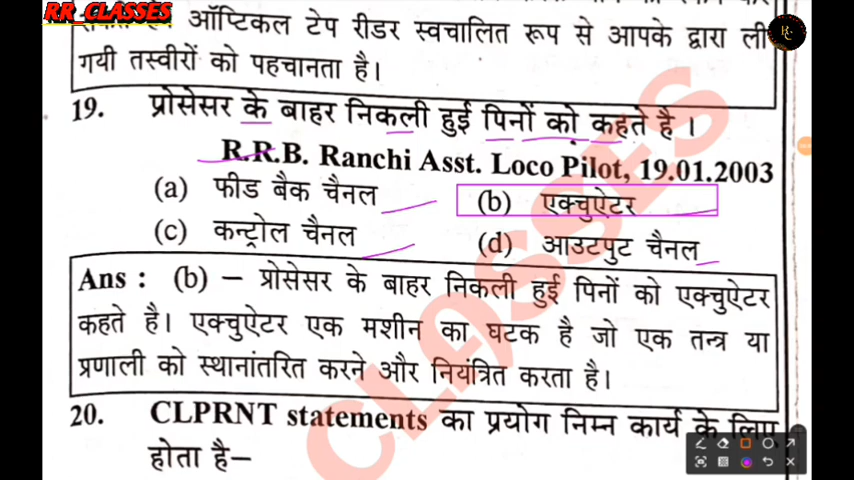 RR_CLASSES
ऑप्टिकल टेप रीडर स्वचालित रूप से आपके द्वारा ली
गयी तस्वीरों को पहचानता है।
19. प्रोसेसर के बाहर निकली हुई पिनों को कहते है ।
R.R.B. Ranchi Asst. Loco Pilot, 19.01.2003
(a) फीड बैक चैनल (b) एक्चुऐटर
(c) कन्ट्रोल चैनल (d) आउटपुट चैनल
Ans : (b) – प्रोसेसर के बाहर निकली हुई पिनों को एक्चुऐटर
कहते है। एक्चुऐटर एक मशीन का घटक है जो एक तन्त्र या
प्रणाली को स्थानांतरित करने और नियंत्रित करता है।
20. CLPRNT statements का प्रयोग निम्न कार्य के लिए
होता है–
CLASSES